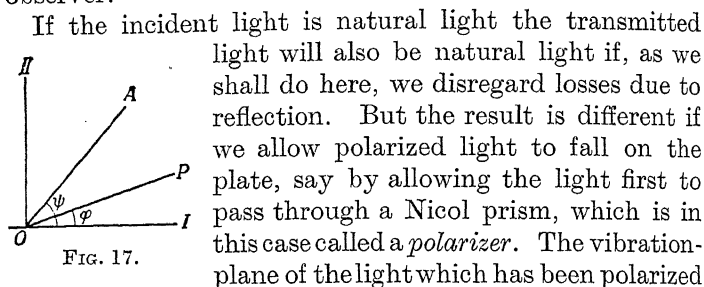 If the incident light is natural light the transmitted
light will also be natural light if, as we
shall do here, we disregard losses due to
reflection. But the result is different if
we allow polarized light to fall on the
plate, say by allowing the light first to
pass through a Nicol prism, which is in
this case called a polarizer. The vibration-
plane of the light which has been polarized
II
A
P
ψ
φ
I
O
FIG. 17.